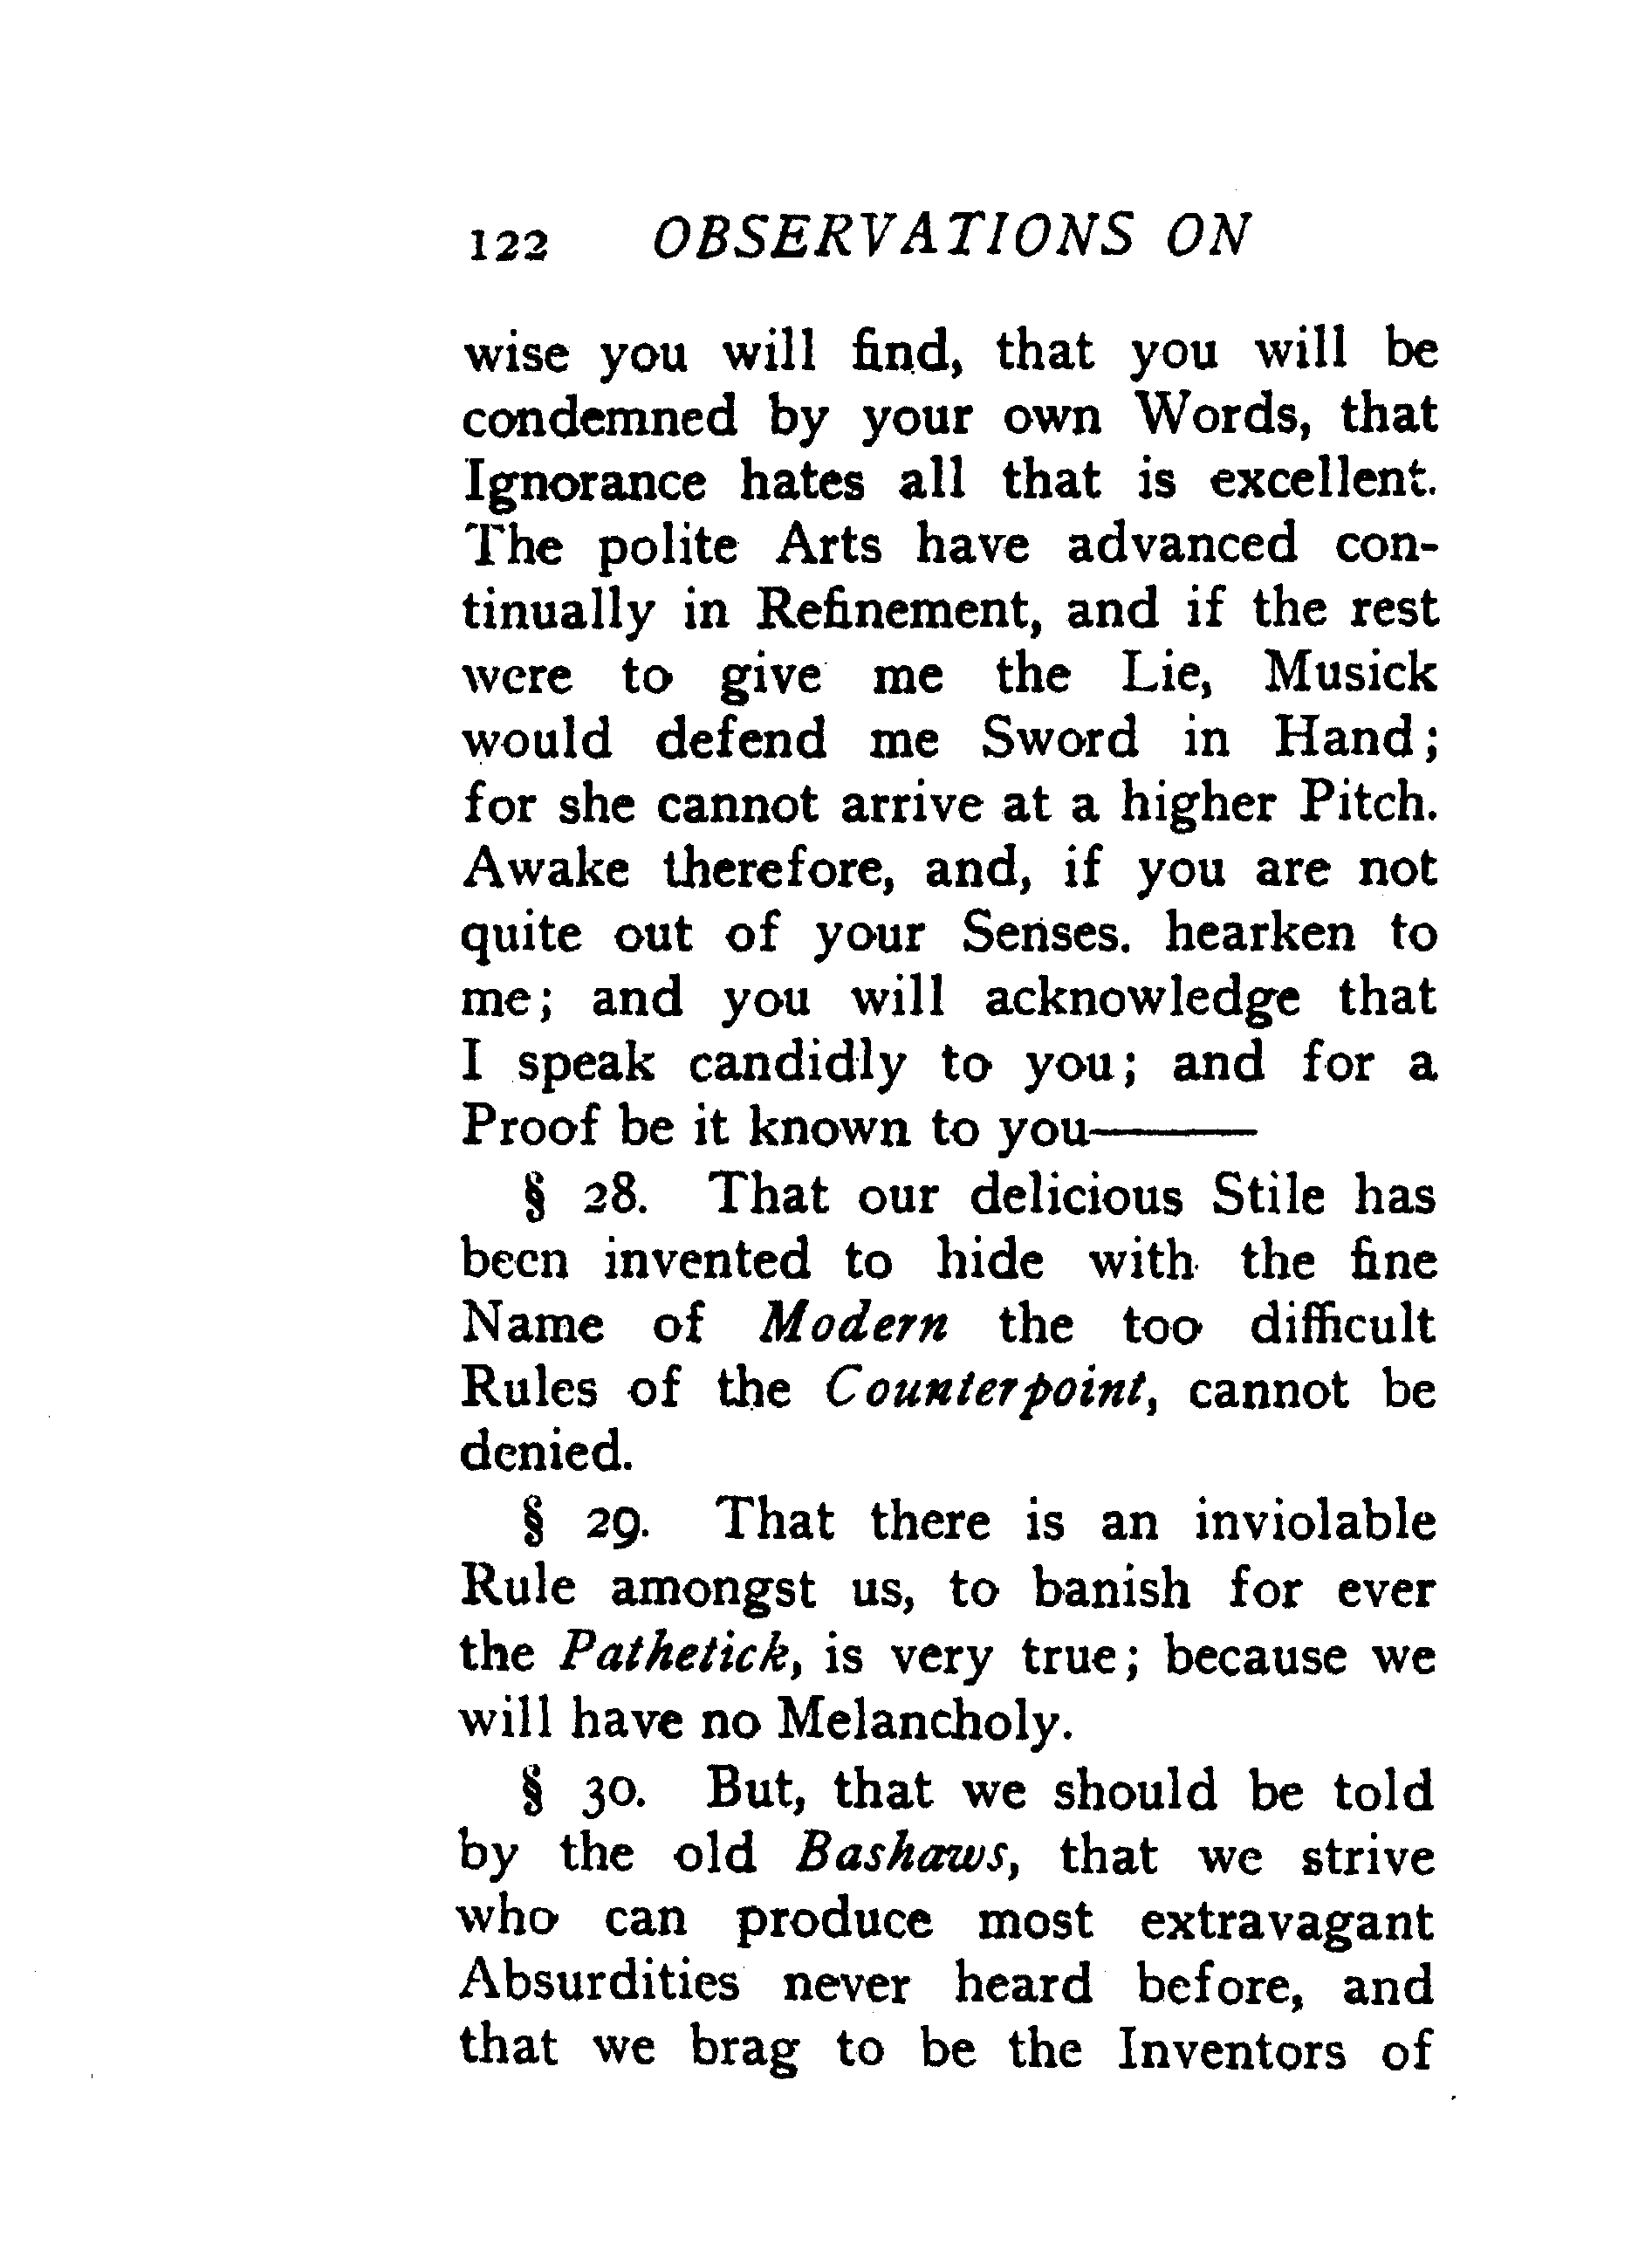 122 OBSERVATIONS ON
wise you will find, that you will be
condemned by your own Words, that
Ignorance hates all that is excellent.
The polite Arts have advanced con-
tinually in Refinement, and if the rest
were to give me the Lie, Musick
would defend me Sword in Hand;
for she cannot arrive at a higher Pitch.
Awake therefore, and, if you are not
quite out of your Senses. hearken to
me; and you will acknowledge that
I speak candidly to you; and for a
Proof be it known to you———
§ 28. That our delicious Stile has
been invented to hide with the fine
Name of Modern the too difficult
Rules of the Counterpoint, cannot be
denied.
§ 29. That there is an inviolable
Rule amongst us, to banish for ever
the Pathetick, is very true; because we
will have no Melancholy.
§ 30. But, that we should be told
by the old Bashaws, that we strive
who can produce most extravagant
Absurdities never heard before, and
that we brag to be the Inventors of